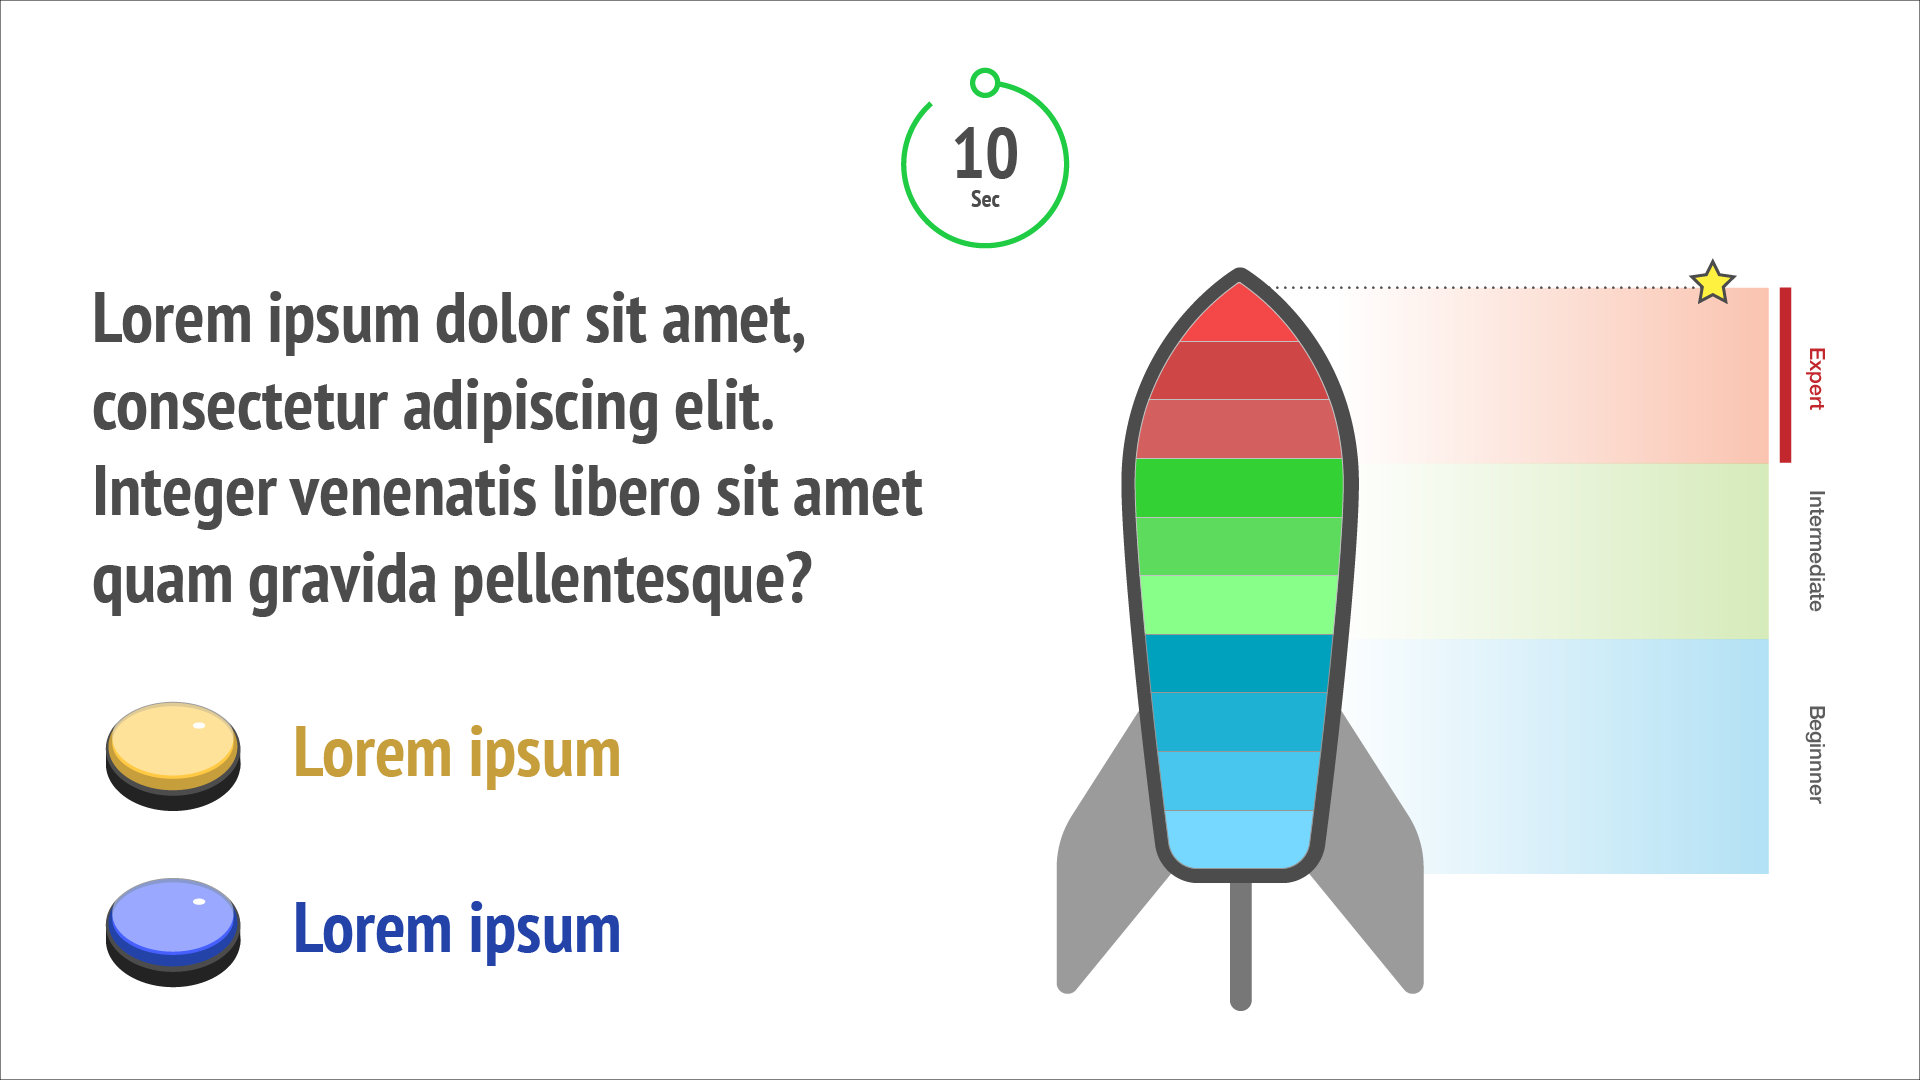 10
Sec
Lorem ipsum dolor sit amet,
consectetur adipiscing elit.
Integer venenatis libero sit amet
quam gravida pellentesque?
Lorem ipsum
Lorem ipsum
Expert
Intermediate
Beginnner